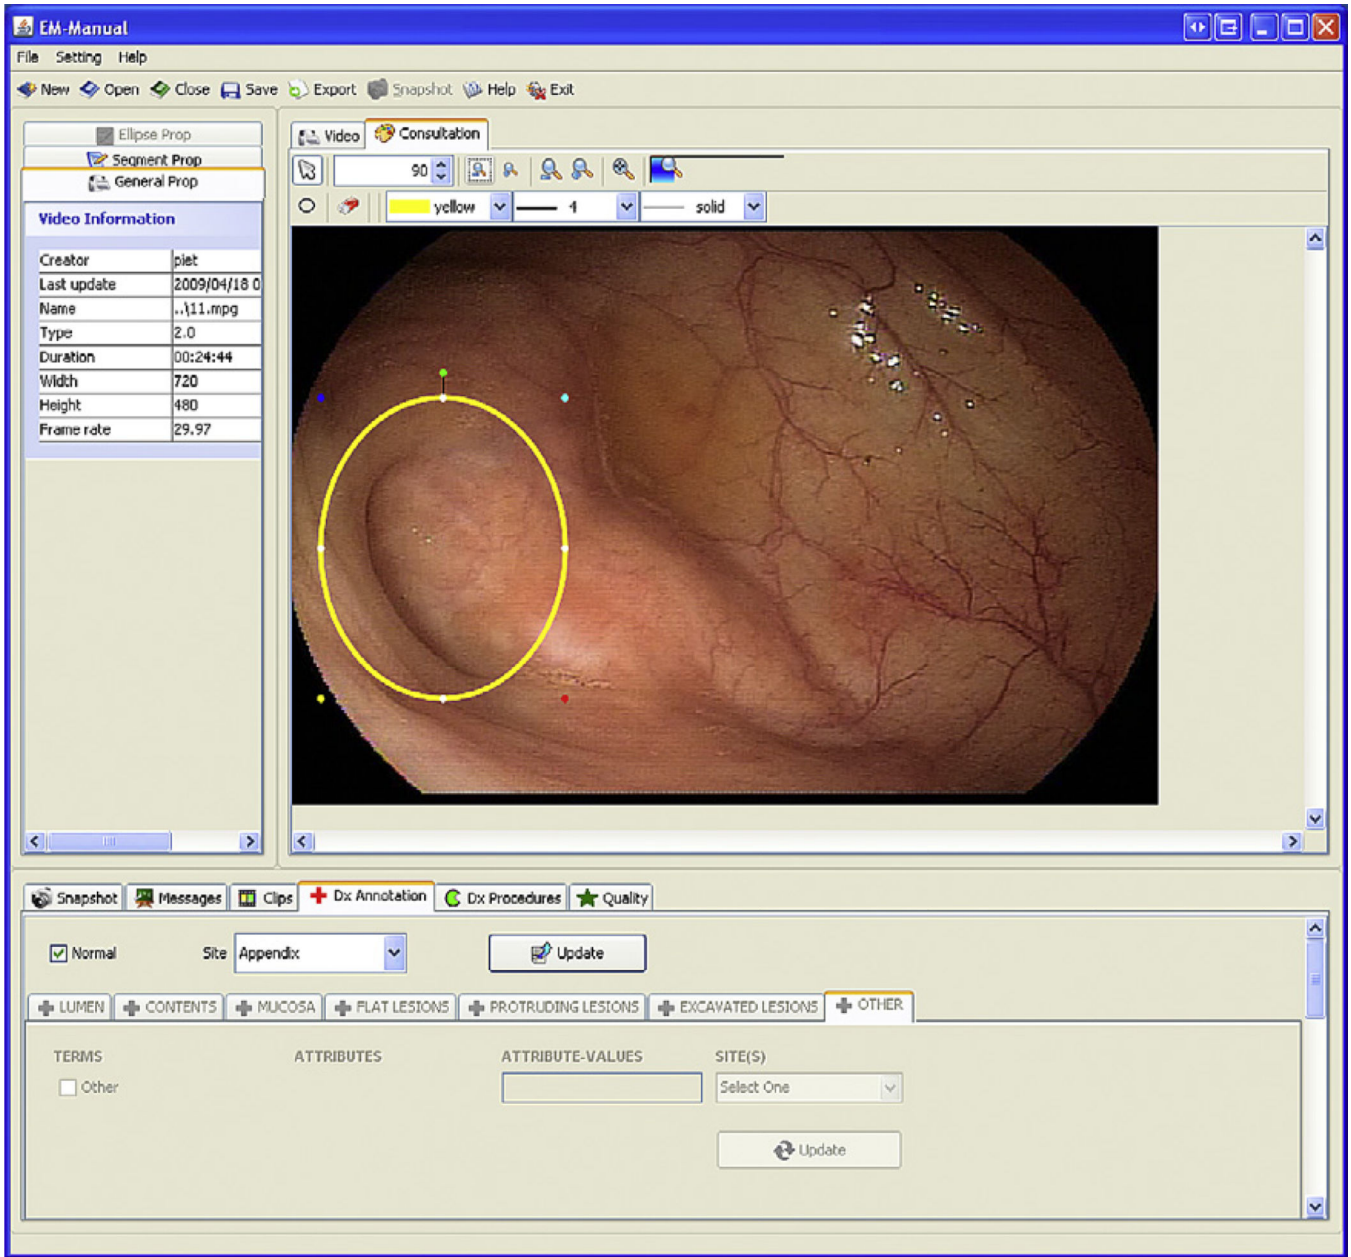 EM-Manual
File Setting Help
New Open Close Save Export Snapshot Help Exit
Ellipse Prop
Segment Prop
General Prop
Video Information
Creator piet
Last update 2009/04/18 0
Name ..\11.mpg
Type 2.0
Duration 00:24:44
Width 720
Height 480
Frame rate 29.97
Video Consultation
90
yellow 4 solid
Snapshot Messages Clips Dx Annotation Dx Procedures Quality
Normal Site Appendix Update
LUMEN CONTENTS MUCOSA FLAT LESIONS PROTRUDING LESIONS EXCAVATED LESIONS OTHER
TERMS ATTRIBUTES ATTRIBUTE-VALUES SITE(S)
Other Select One
Update